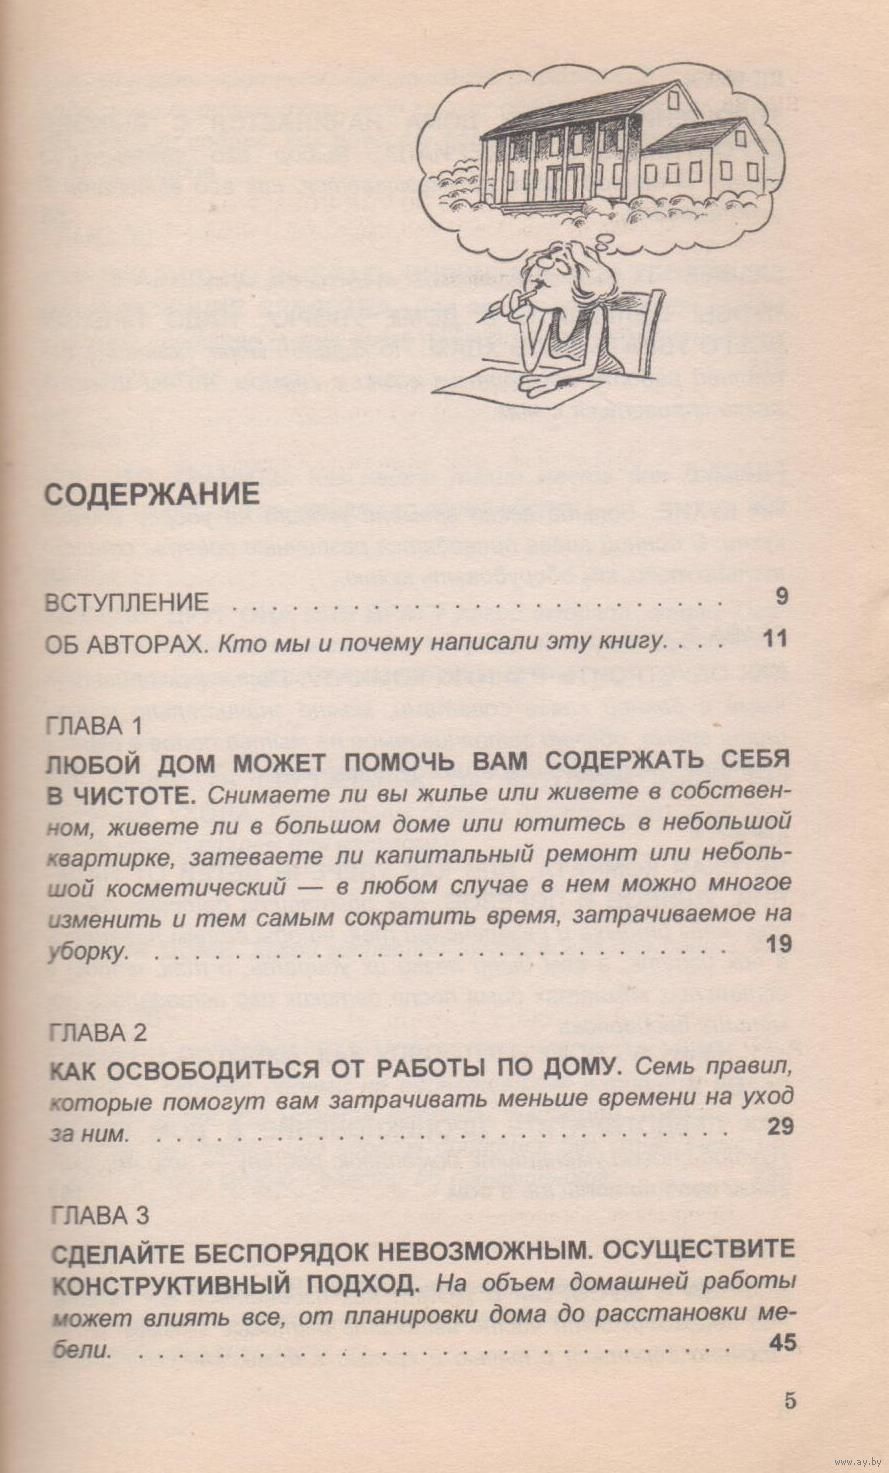 СОДЕРЖАНИЕ
ВСТУПЛЕНИЕ . . . . . . . . . . . . . . . . . . . . . . . . . 9
ОБ АВТОРАХ. Кто мы и почему написали эту книгу. . . . 11
ГЛАВА 1
ЛЮБОЙ ДОМ МОЖЕТ ПОМОЧЬ ВАМ СОДЕРЖАТЬ СЕБЯ
В ЧИСТОТЕ. Снимаете ли вы жилье или живете в собствен-
ном, живете ли в большом доме или ютитесь в небольшой
квартирке, затеваете ли капитальный ремонт или неболь-
шой косметический — в любом случае в нем можно многое
изменить и тем самым сократить время, затрачиваемое на
уборку. . . . . . . . . . . . . . . . . . . . . . . . . . . . . 19
ГЛАВА 2
КАК ОСВОБОДИТЬСЯ ОТ РАБОТЫ ПО ДОМУ. Семь правил,
которые помогут вам затрачивать меньше времени на уход
за ним. . . . . . . . . . . . . . . . . . . . . . . . . . . . . 29
ГЛАВА 3
СДЕЛАЙТЕ БЕСПОРЯДОК НЕВОЗМОЖНЫМ. ОСУЩЕСТВИТЕ
КОНСТРУКТИВНЫЙ ПОДХОД. На объем домашней работы
может влиять все, от планировки дома до расстановки ме-
бели. . . . . . . . . . . . . . . . . . . . . . . . . . . . . 45
5
www.ay.by